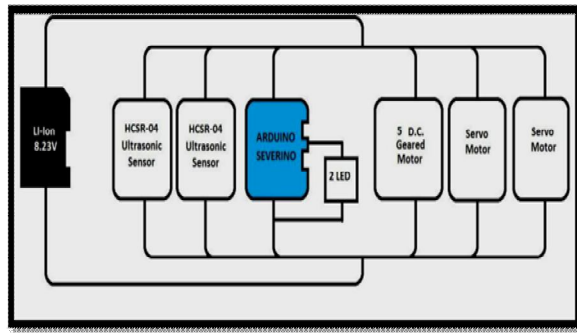 LI-Ion
8.23V
HCSR-04
Ultrasonic
Sensor
HCSR-04
Ultrasonic
Sensor
ARDUINO
SEVERINO
2 LED
5 D.C.
Geared
Motor
Servo
Motor
Servo
Motor